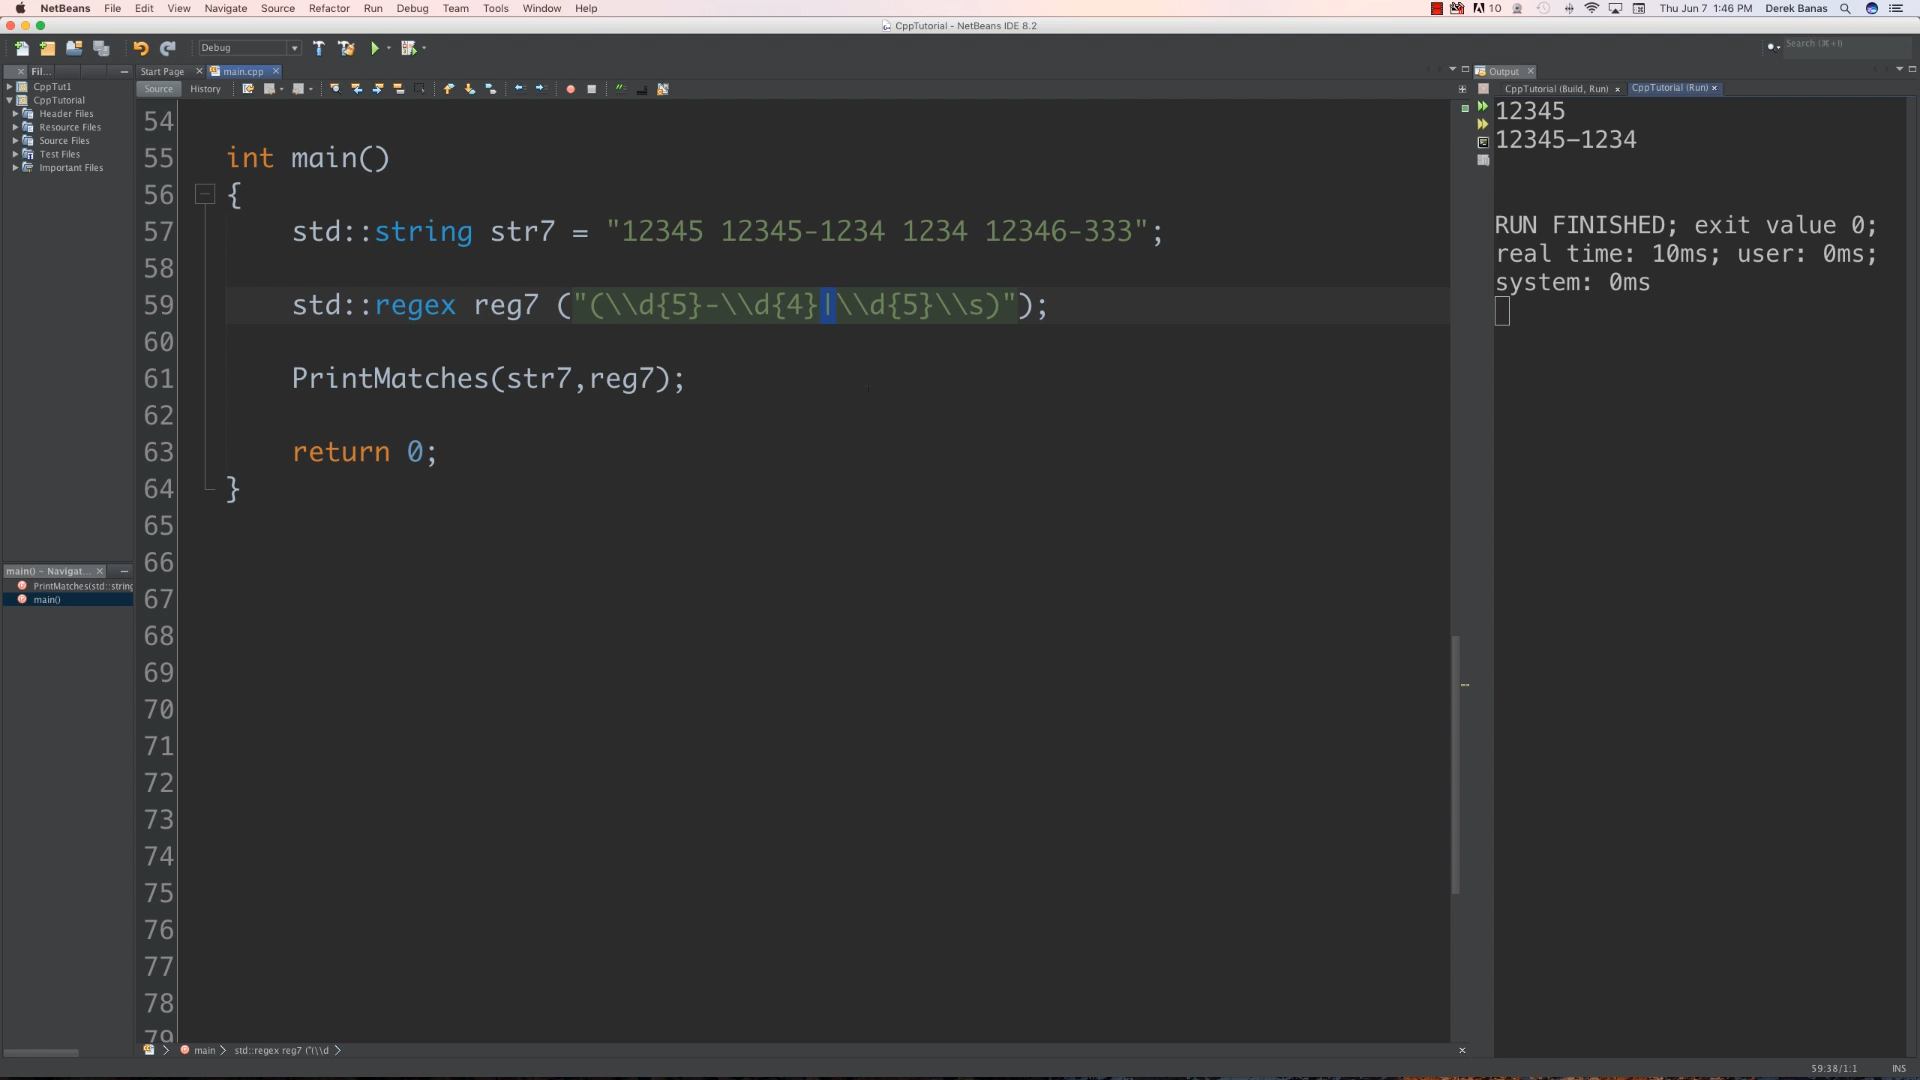 NetBeans File Edit View Navigate Source Refactor Run Debug Team Tools Window Help 10 Thu Jun 7 1:46 PM Derek Banas
CppTutorial - NetBeans IDE 8.2
Debug
Search (⌘+I)
Fil...
Start Page
main.cpp
Output
Source History
CppTutorial (Build, Run)
CppTutorial (Run)
CppTut1
CppTutorial
Header Files
Resource Files
Source Files
Test Files
Important Files
main() - Navigat...
PrintMatches(std::string
main()
54
55 int main()
56 {
57 std::string str7 = "12345 12345-1234 1234 12346-333";
58
59 std::regex reg7 ("(\\d{5}-\\d{4}|\\d{5}\\s)");
60
61 PrintMatches(str7,reg7);
62
63 return 0;
64 }
65
66
67
68
69
70
71
72
73
74
75
76
77
78
79
12345
12345-1234
RUN FINISHED; exit value 0;
real time: 10ms; user: 0ms;
system: 0ms
main
std::regex reg7 ("(\\d
59:38/1:1
INS